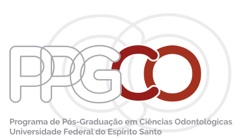 PPGCO
Programa de Pós-Graduação em Ciências Odontológicas
Universidade Federal do Espírito Santo